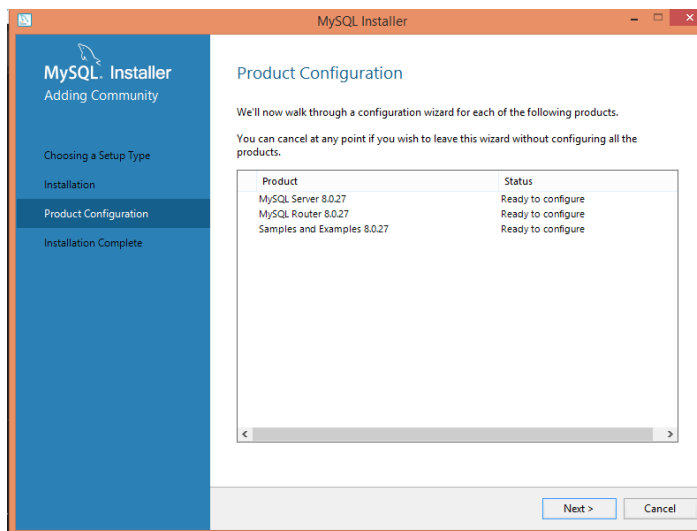 MySQL Installer
MySQL. Installer
Adding Community
Choosing a Setup Type
Installation
Product Configuration
Installation Complete
Product Configuration
We'll now walk through a configuration wizard for each of the following products.
You can cancel at any point if you wish to leave this wizard without configuring all the
products.
Product Status
MySQL Server 8.0.27 Ready to configure
MySQL Router 8.0.27 Ready to configure
Samples and Examples 8.0.27 Ready to configure
Next > Cancel